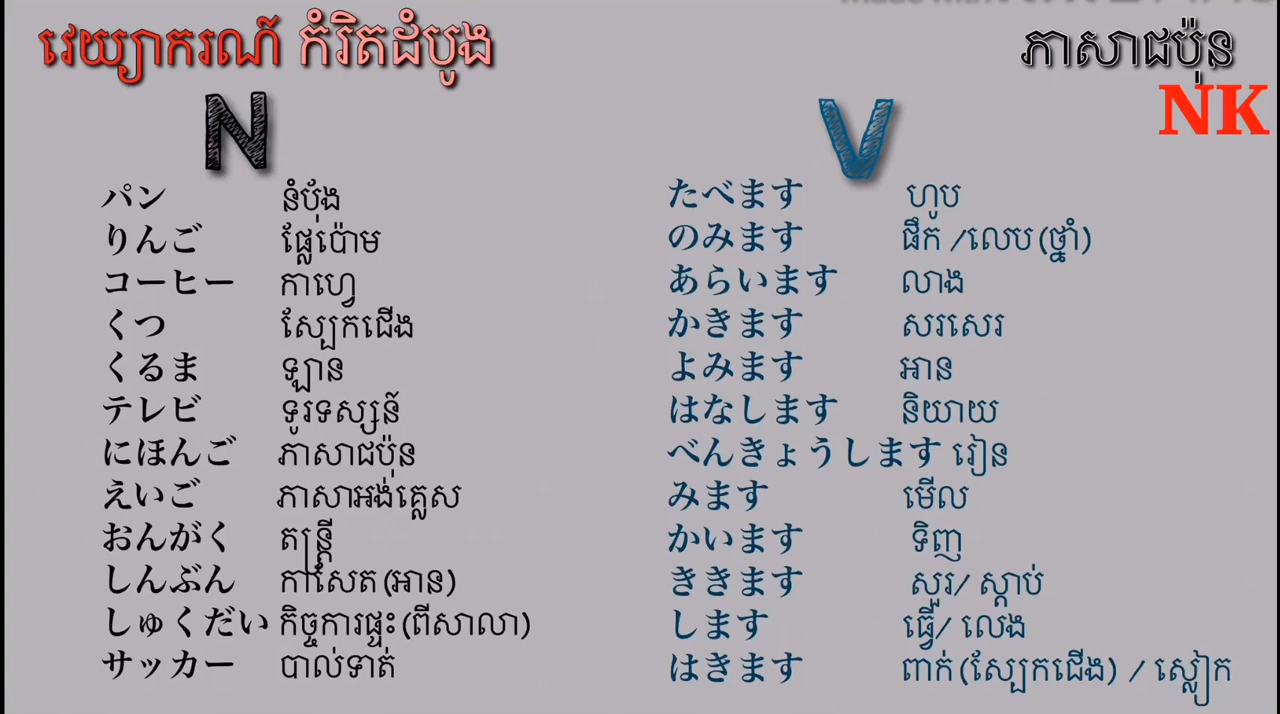 វេយ្យាករណ៍ កំរិតដំបូង
ភាសាជប៉ុន
NK
N
V
パン នំប័ង
りんご ផ្លែប៉ោម
コーヒー កាហ្វេ
くつ ស្បែកជើង
くるま ឡាន
テレビ ទូរទស្សន៍
にほんご ភាសាជប៉ុន
えいご ភាសាអង់គ្លេស
おんがく តន្ត្រី
しんぶん កាសែត(អាន)
しゅくだい កិច្ចការផ្ទះ(ពីសាលា)
サッカー បាល់ទាត់
たべます ហូប
のみます ផឹក /លេប(ថ្នាំ)
あらいます លាង
かきます សរសេរ
よみます អាន
はなします និយាយ
べんきょうします រៀន
みます មើល
かいます ទិញ
ききます សួរ/ ស្តាប់
します ធ្វើ/ លេង
はきます ពាក់(ស្បែកជើង) / ស្លៀក